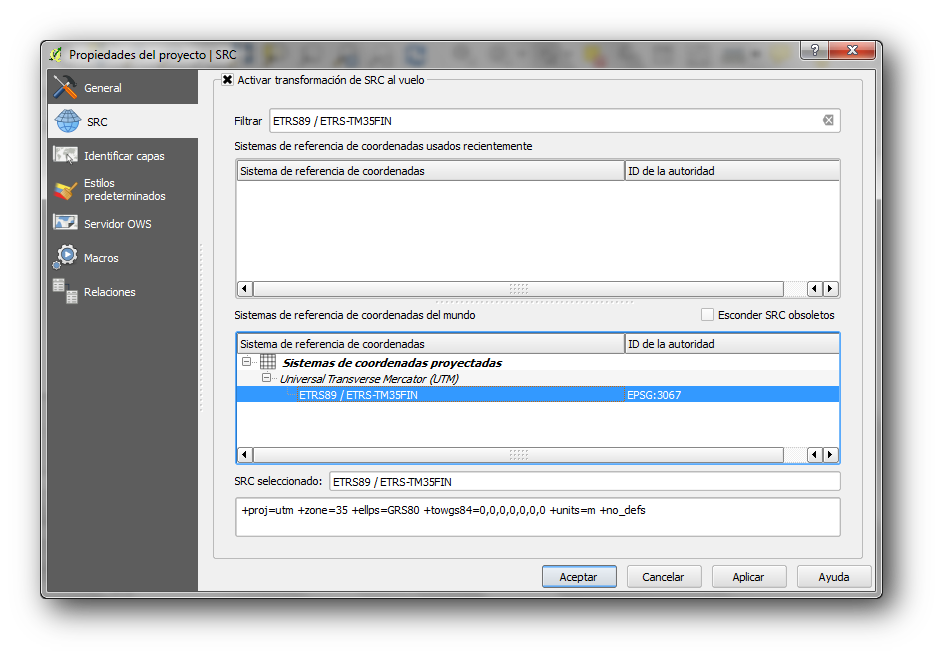 Propiedades del proyecto | SRC
General
SRC
Identificar capas
Estilos
predeterminados
Servidor OWS
Macros
Relaciones
Activar transformación de SRC al vuelo
Filtrar ETRS89 / ETRS-TM35FIN
Sistemas de referencia de coordenadas usados recientemente
Sistema de referencia de coordenadas ID de la autoridad
Sistemas de referencia de coordenadas del mundo Esconder SRC obsoletos
Sistema de referencia de coordenadas ID de la autoridad
Sistemas de coordenadas proyectadas
Universal Transverse Mercator (UTM)
ETRS89 / ETRS-TM35FIN EPSG:3067
SRC seleccionado: ETRS89 / ETRS-TM35FIN
+proj=utm +zone=35 +ellps=GRS80 +towgs84=0,0,0,0,0,0,0 +units=m +no_defs
Aceptar Cancelar Aplicar Ayuda